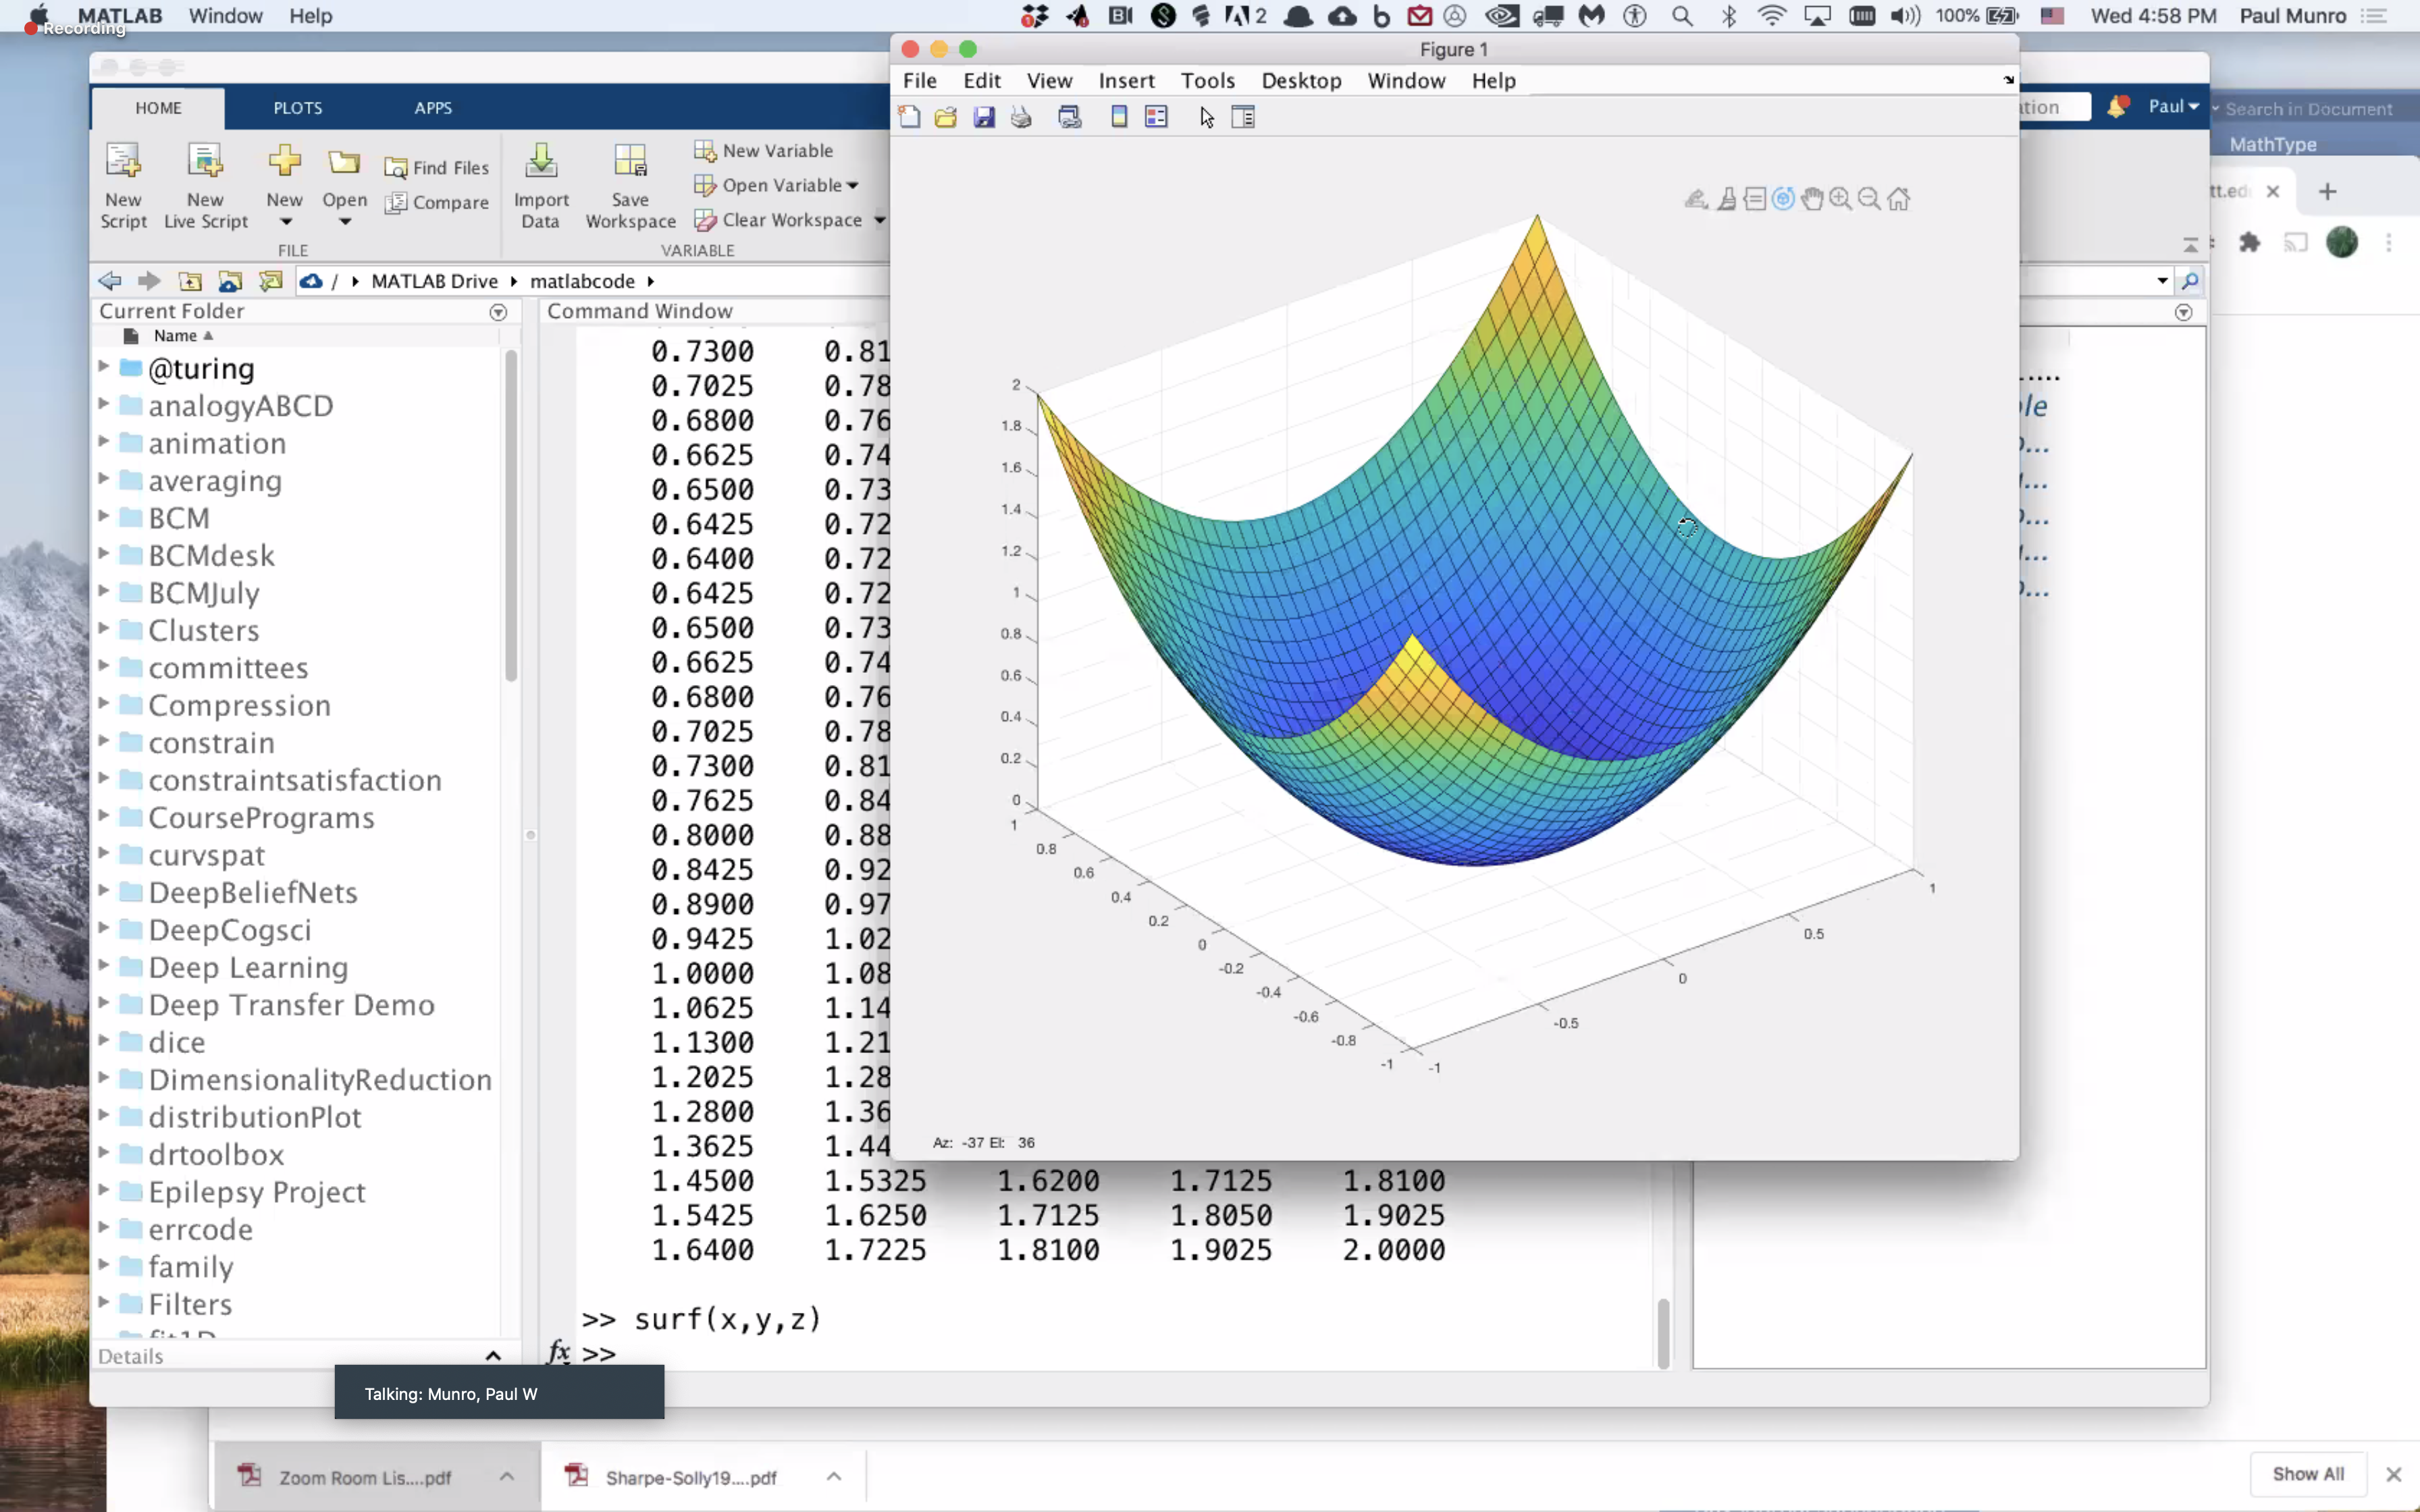 MATLAB Window Help
2 100% Wed 4:58 PM Paul Munro
Recording
Figure 1
File Edit View Insert Tools Desktop Window Help
HOME PLOTS APPS
Paul
Search in Document
MathType
New Script
New Live Script
New
Open
Find Files
Compare
FILE
Import Data
Save Workspace
New Variable
Open Variable
Clear Workspace
VARIABLE
/ MATLAB Drive matlabcode
Current Folder
Name
@turing
analogyABCD
animation
averaging
BCM
BCMdesk
BCMJuly
Clusters
committees
Compression
constrain
constraintsatisfaction
CoursePrograms
curvspat
DeepBeliefNets
DeepCogsci
Deep Learning
Deep Transfer Demo
dice
DimensionalityReduction
distributionPlot
drtoolbox
Epilepsy Project
errcode
family
Filters
Details
Command Window
0.7300 0.81
0.7025 0.78
0.6800 0.76
0.6625 0.74
0.6500 0.73
0.6425 0.72
0.6400 0.72
0.6425 0.72
0.6500 0.73
0.6625 0.74
0.6800 0.76
0.7025 0.78
0.7300 0.81
0.7625 0.84
0.8000 0.88
0.8425 0.92
0.8900 0.97
0.9425 1.02
1.0000 1.08
1.0625 1.14
1.1300 1.21
1.2025 1.28
1.2800 1.36
1.3625 1.44
1.4500 1.5325 1.6200 1.7125 1.8100
1.5425 1.6250 1.7125 1.8050 1.9025
1.6400 1.7225 1.8100 1.9025 2.0000
>> surf(x,y,z)
fx >>
2
1.8
1.6
1.4
1.2
1
0.8
0.6
0.4
0.2
0
1
0.8
0.6
0.4
0.2
0
-0.2
-0.4
-0.6
-0.8
-1
-1
-0.5
0
0.5
1
Az: -37 El: 36
Talking: Munro, Paul W
Zoom Room Lis....pdf
Sharpe-Solly19....pdf
Show All